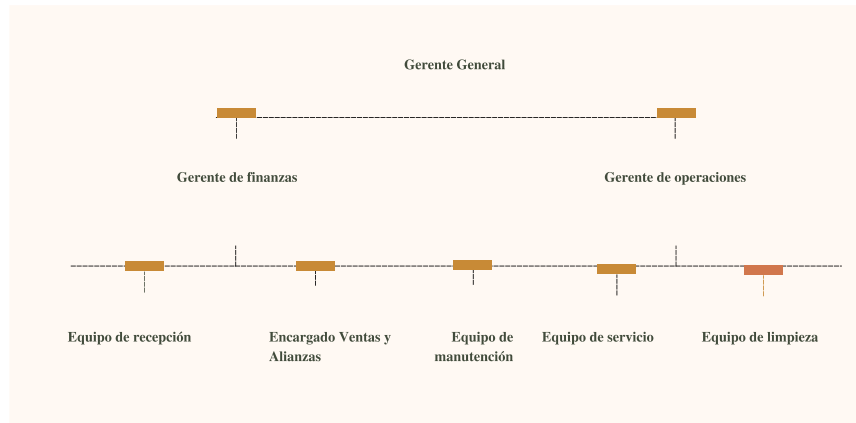 Gerente General
Gerente de finanzas
Gerente de operaciones
Equipo de recepción
Encargado Ventas y
Alianzas
Equipo de
manutención
Equipo de servicio
Equipo de limpieza